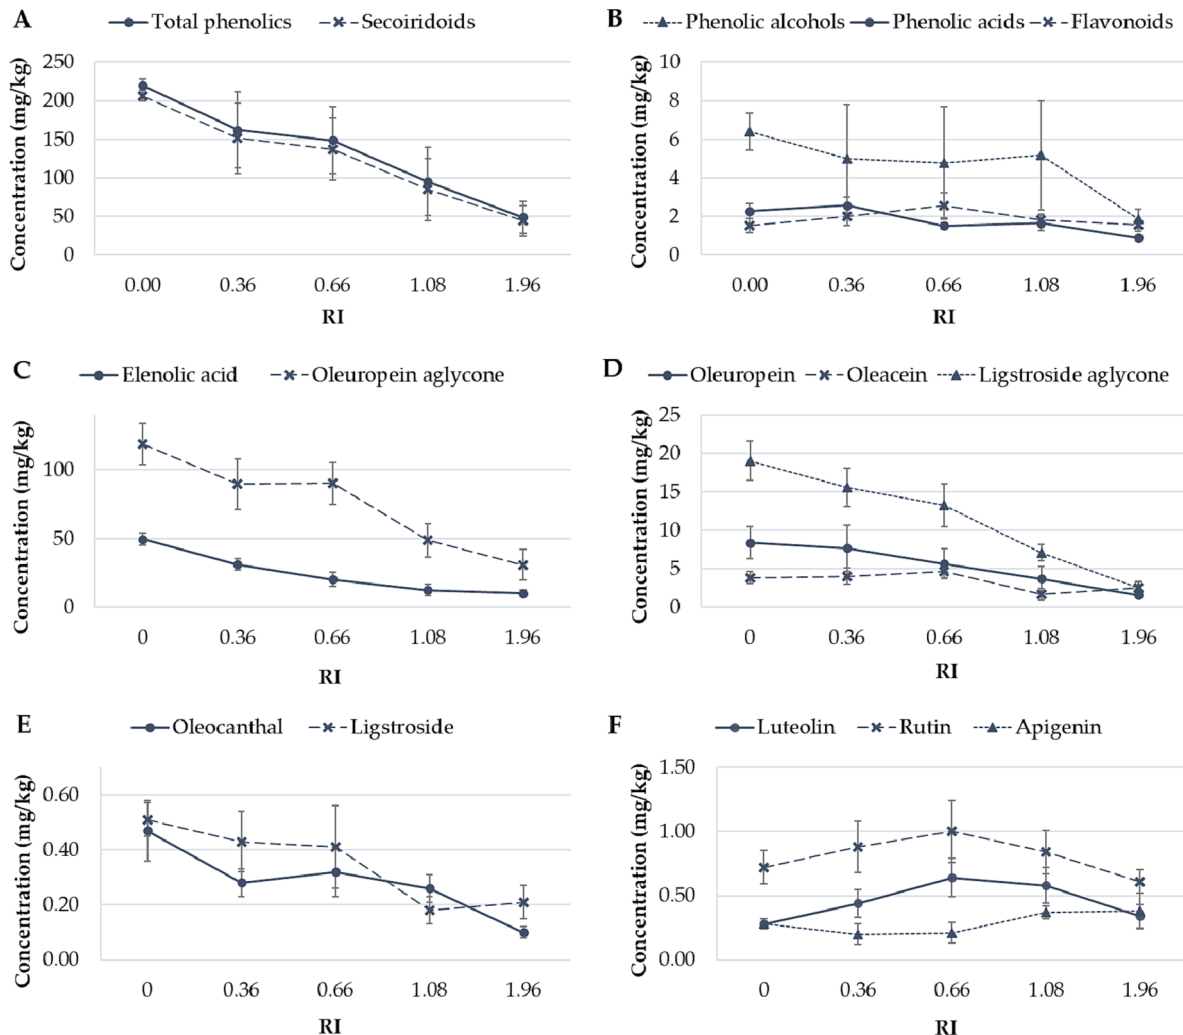 A
Total phenolics Secoiridoids
Concentration (mg/kg)
250
200
150
100
50
0
0.00 0.36 0.66 1.08 1.96
RI
B
Phenolic alcohols Phenolic acids Flavonoids
Concentration (mg/kg)
10
8
6
4
2
0
0.00 0.36 0.66 1.08 1.96
RI
C
Elenolic acid Oleuropein aglycone
Concentration (mg/kg)
100
50
0
0 0.36 0.66 1.08 1.96
RI
D
Oleuropein Oleacein Ligstroside aglycone
Concentration (mg/kg)
25
20
15
10
5
0
0 0.36 0.66 1.08 1.96
RI
E
Oleocanthal Ligstroside
Concentration (mg/kg)
0.60
0.40
0.20
0.00
0 0.36 0.66 1.08 1.96
RI
F
Luteolin Rutin Apigenin
Concentration (mg/kg)
1.50
1.00
0.50
0.00
0 0.36 0.66 1.08 1.96
RI